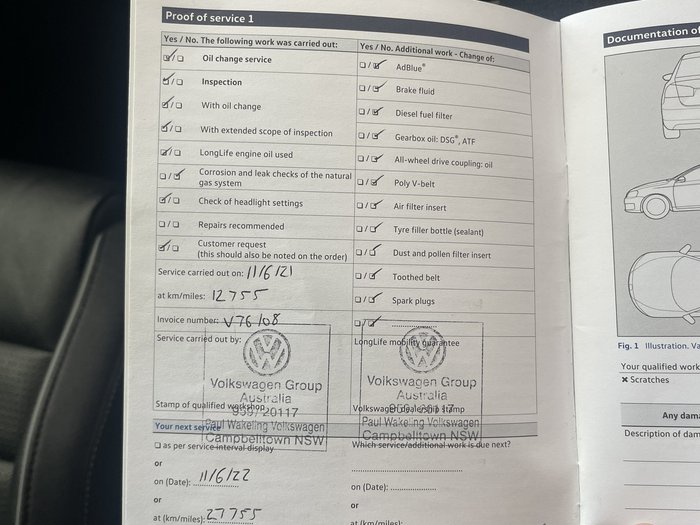 Proof of service 1
Yes / No. The following work was carried out:
Oil change service
Inspection
With oil change
With extended scope of inspection
LongLife engine oil used
Corrosion and leak checks of the natural
gas system
Check of headlight settings
Repairs recommended
Customer request
(this should also be noted on the order)
Service carried out on: 11/6/21
at km/miles: 12755
Invoice number: V76108
Service carried out by:
Volkswagen Group
Australia
20117
Stamp of qualified workshop
Paul Wakeling Volkswagen
Campbelltown NSW
Your next service
as per service interval display
or
on (Date): 11/6/22
or
at (km/miles): 27755
Yes / No. Additional work - Change of:
AdBlue®
Brake fluid
Diesel fuel filter
Gearbox oil: DSG®, ATF
All-wheel drive coupling: oil
Poly V-belt
Air filter insert
Tyre filler bottle (sealant)
Dust and pollen filter insert
Toothed belt
Spark plugs
LongLife mobility guarantee
Volkswagen Group
Australia
Volkswagen dealership stamp
Paul Wakeling Volkswagen
Campbelltown NSW
Which service/additional work is due next?
on (Date):
or
at (km/miles):
Documentation of
Fig. 1 Illustration. Va
Your qualified work
× Scratches
Any dama
Description of dam